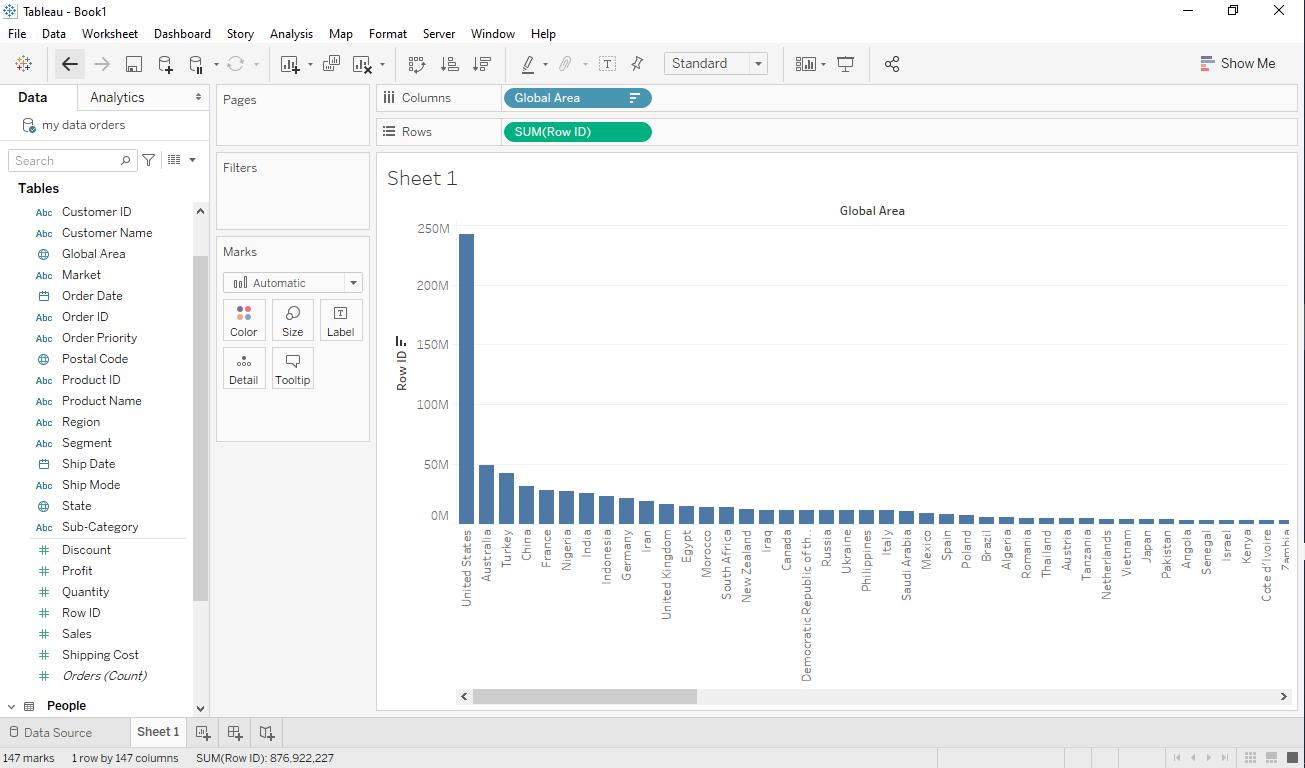 Tableau - Book1
File Data Worksheet Dashboard Story Analysis Map Format Server Window Help
Standard
Show Me
Data Analytics
my data orders
Search
Tables
Abc Customer ID
Abc Customer Name
Global Area
Abc Market
Order Date
Abc Order ID
Abc Order Priority
Postal Code
Abc Product ID
Abc Product Name
Abc Region
Abc Segment
Ship Date
Abc Ship Mode
State
Abc Sub-Category
# Discount
# Profit
# Quantity
# Row ID
# Sales
# Shipping Cost
# Orders (Count)
People
Pages
Filters
Marks
Automatic
Color Size Label
Detail Tooltip
Columns Global Area
Rows SUM(Row ID)
Sheet 1
Global Area
Row ID
250M
200M
150M
100M
50M
0M
United States
Australia
Turkey
China
France
Nigeria
India
Indonesia
Germany
Iran
United Kingdom
Egypt
Morocco
South Africa
New Zealand
Iraq
Canada
Democratic Republic of th..
Russia
Ukraine
Philippines
Italy
Saudi Arabia
Mexico
Spain
Poland
Brazil
Algeria
Romania
Thailand
Austria
Tanzania
Netherlands
Vietnam
Japan
Pakistan
Angola
Senegal
Israel
Kenya
Cote d'Ivoire
Zambia
Data Source Sheet 1
147 marks 1 row by 147 columns SUM(Row ID): 876,922,227